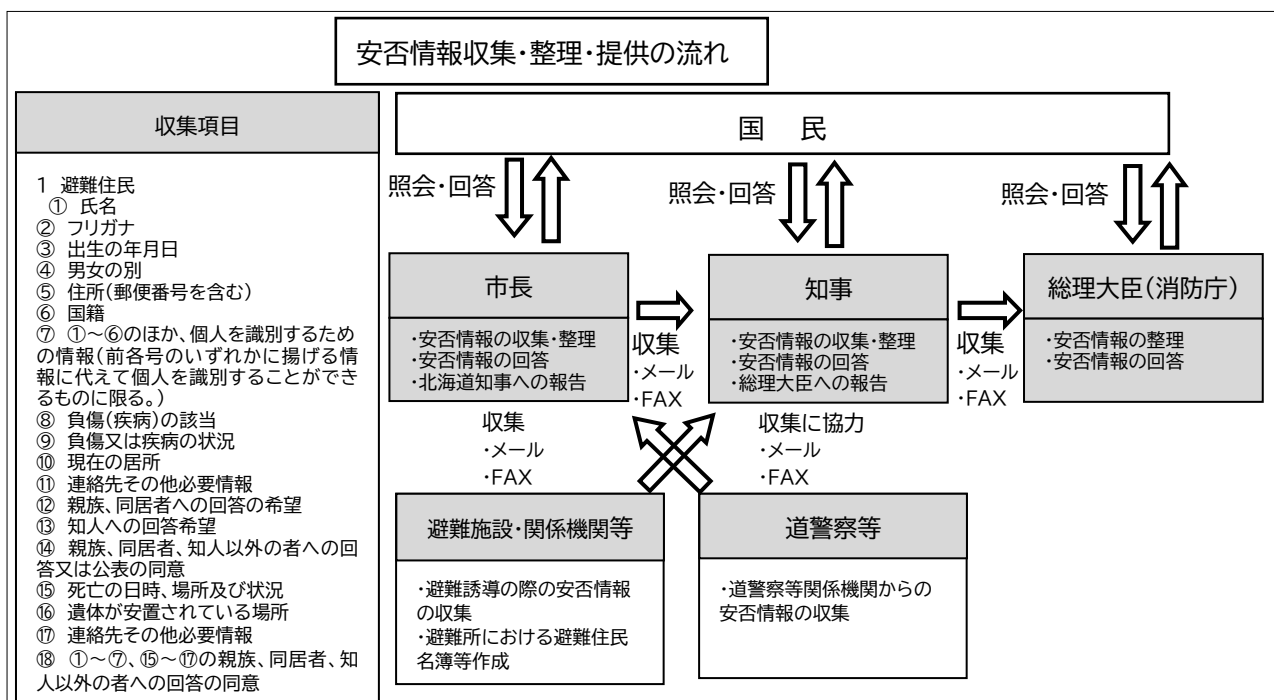 安否情報収集・整理・提供の流れ
収集項目
1 避難住民
① 氏名
② フリガナ
③ 出生の年月日
④ 男女の別
⑤ 住所(郵便番号を含む)
⑥ 国籍
⑦ ①~⑥のほか、個人を識別するため
の情報(前各号のいずれかに揚げる情
報に代えて個人を識別することができ
るものに限る。)
⑧ 負傷(疾病)の該当
⑨ 負傷又は疾病の状況
⑩ 現在の居所
⑪ 連絡先その他必要情報
⑫ 親族、同居者への回答の希望
⑬ 知人への回答希望
⑭ 親族、同居者、知人以外の者への回
答又は公表の同意
⑮ 死亡の日時、場所及び状況
⑯ 遺体が安置されている場所
⑰ 連絡先その他必要情報
⑱ ①~⑦、⑮~⑰の親族、同居者、知
人以外の者への回答の同意
国 民
照会・回答
照会・回答
照会・回答
市長
・安否情報の収集・整理
・安否情報の回答
・北海道知事への報告
収集
・メール
・FAX
知事
・安否情報の収集・整理
・安否情報の回答
・総理大臣への報告
収集
・メール
・FAX
総理大臣(消防庁)
・安否情報の整理
・安否情報の回答
収集
・メール
・FAX
収集に協力
・メール
・FAX
避難施設・関係機関等
・避難誘導の際の安否情報
の収集
・避難所における避難住民
名簿等作成
道警察等
・道警察等関係機関からの
安否情報の収集